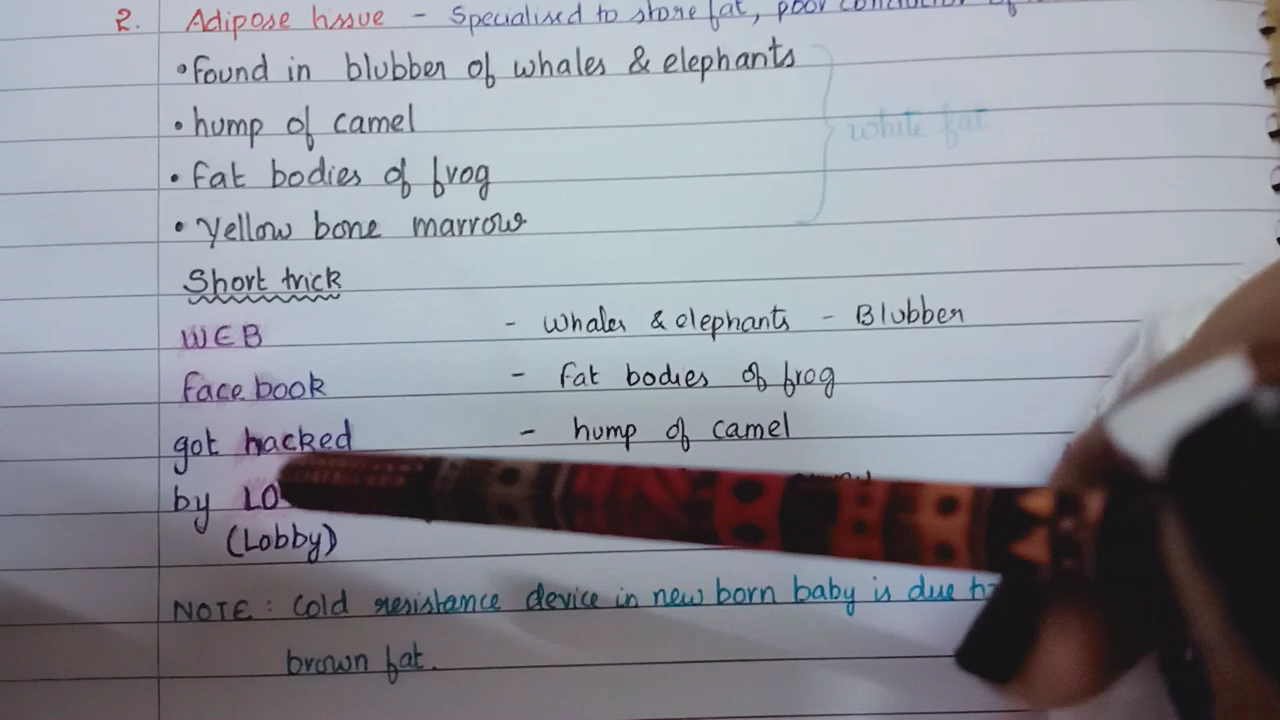 2. Adipose tissue - Specialised to store fat, poor
• Found in blubber of whales & elephants
• hump of camel
white fat
• Fat bodies of frog
• Yellow bone marrow
Short trick
WEB - whales & elephants - Blubber
face book - Fat bodies of frog
got hacked - hump of camel
by
(Lobby)
NOTE: Cold resistance device in new born baby is due
brown fat.